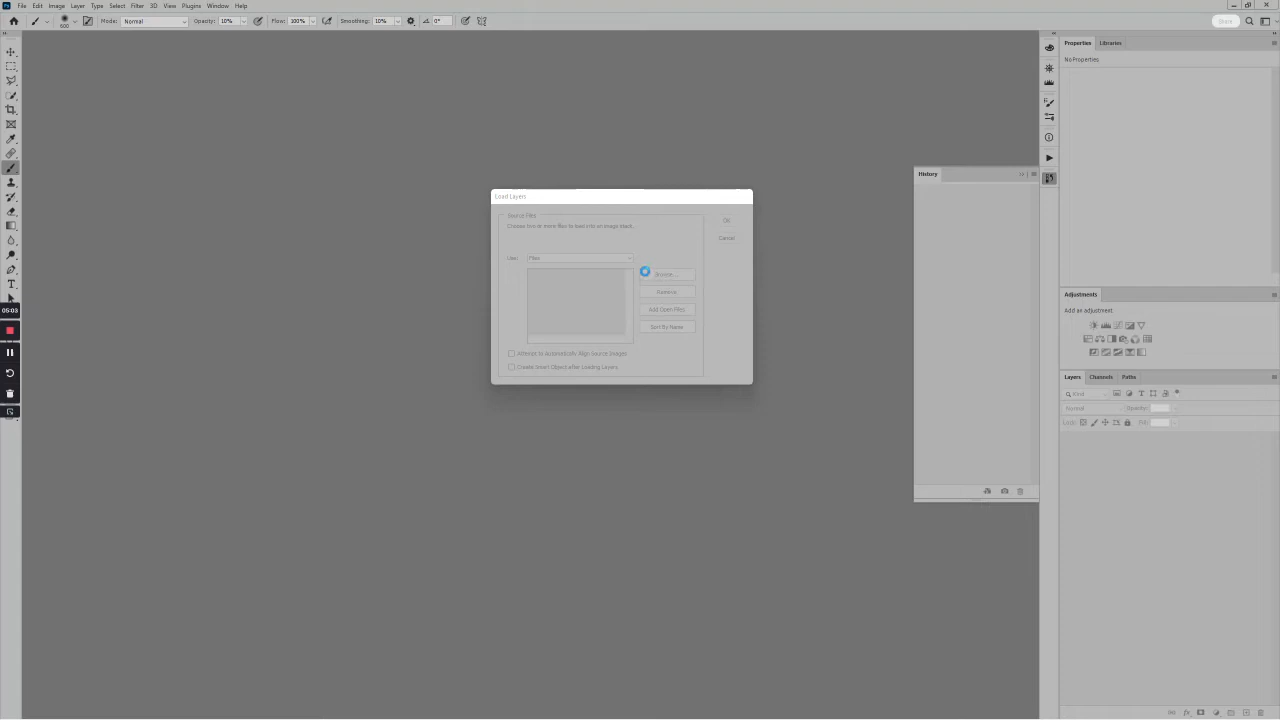 Ps File Edit Image Layer Type Select Filter 3D View Plugins Window Help
600 Mode: Normal Opacity: 10% Flow: 100% Smoothing: 10% 0° Share
Properties Libraries
No Properties
History
Load Layers
Source Files
Choose two or more files to load into an image stack.
OK
Cancel
Use: Files
Browse...
Remove
Add Open Files
Sort By Name
Attempt to Automatically Align Source Images
Create Smart Object after Loading Layers
Adjustments
Add an adjustment
05:03
Layers Channels Paths
Kind
Normal Opacity:
Lock: Fill: